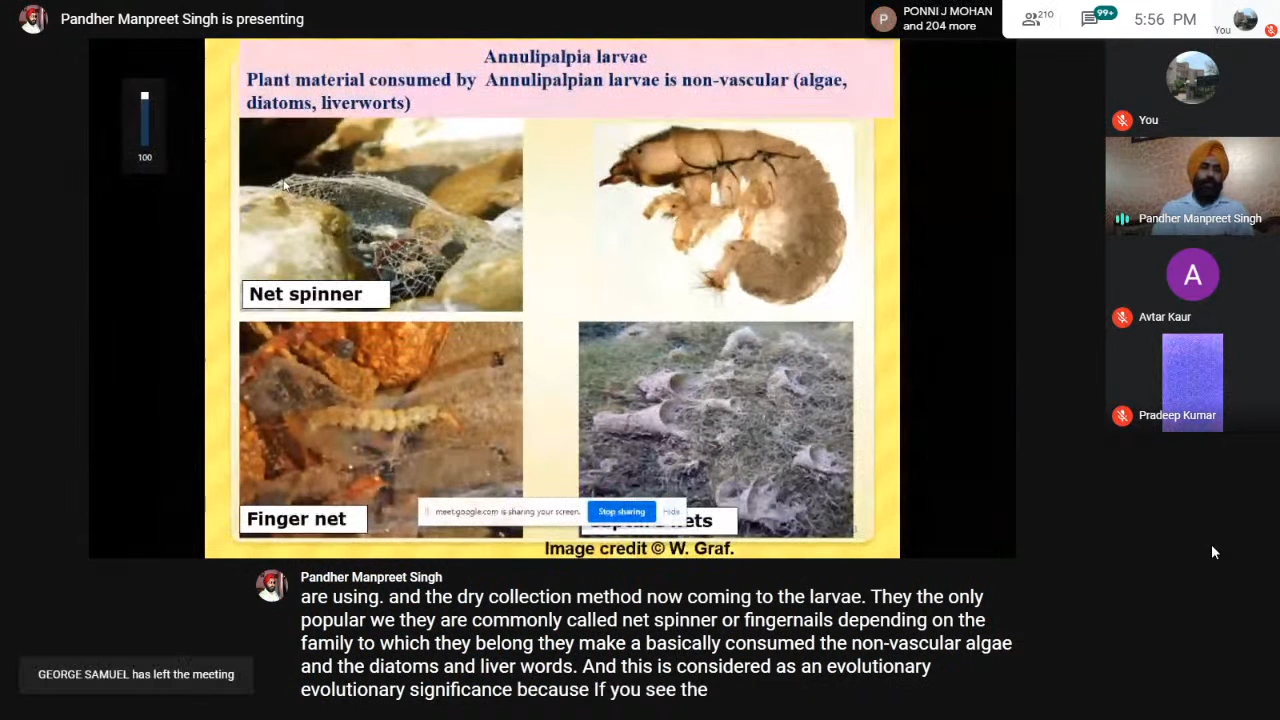 Pandher Manpreet Singh is presenting
P
PONNI J MOHAN
and 204 more
210
99+
5:56 PM
You
Annulipalpia larvae
Plant material consumed by Annulipalpian larvae is non-vascular (algae,
diatoms, liverworts)
100
You
Pandher Manpreet Singh
A
Avtar Kaur
Pradeep Kumar
Net spinner
Finger net
meet.google.com is sharing your screen.
Stop sharing
Hide
nets
Image credit © W. Graf.
Pandher Manpreet Singh
are using. and the dry collection method now coming to the larvae. They the only
popular we they are commonly called net spinner or fingernails depending on the
family to which they belong they make a basically consumed the non-vascular algae
and the diatoms and liver words. And this is considered as an evolutionary
evolutionary significance because If you see the
GEORGE SAMUEL has left the meeting